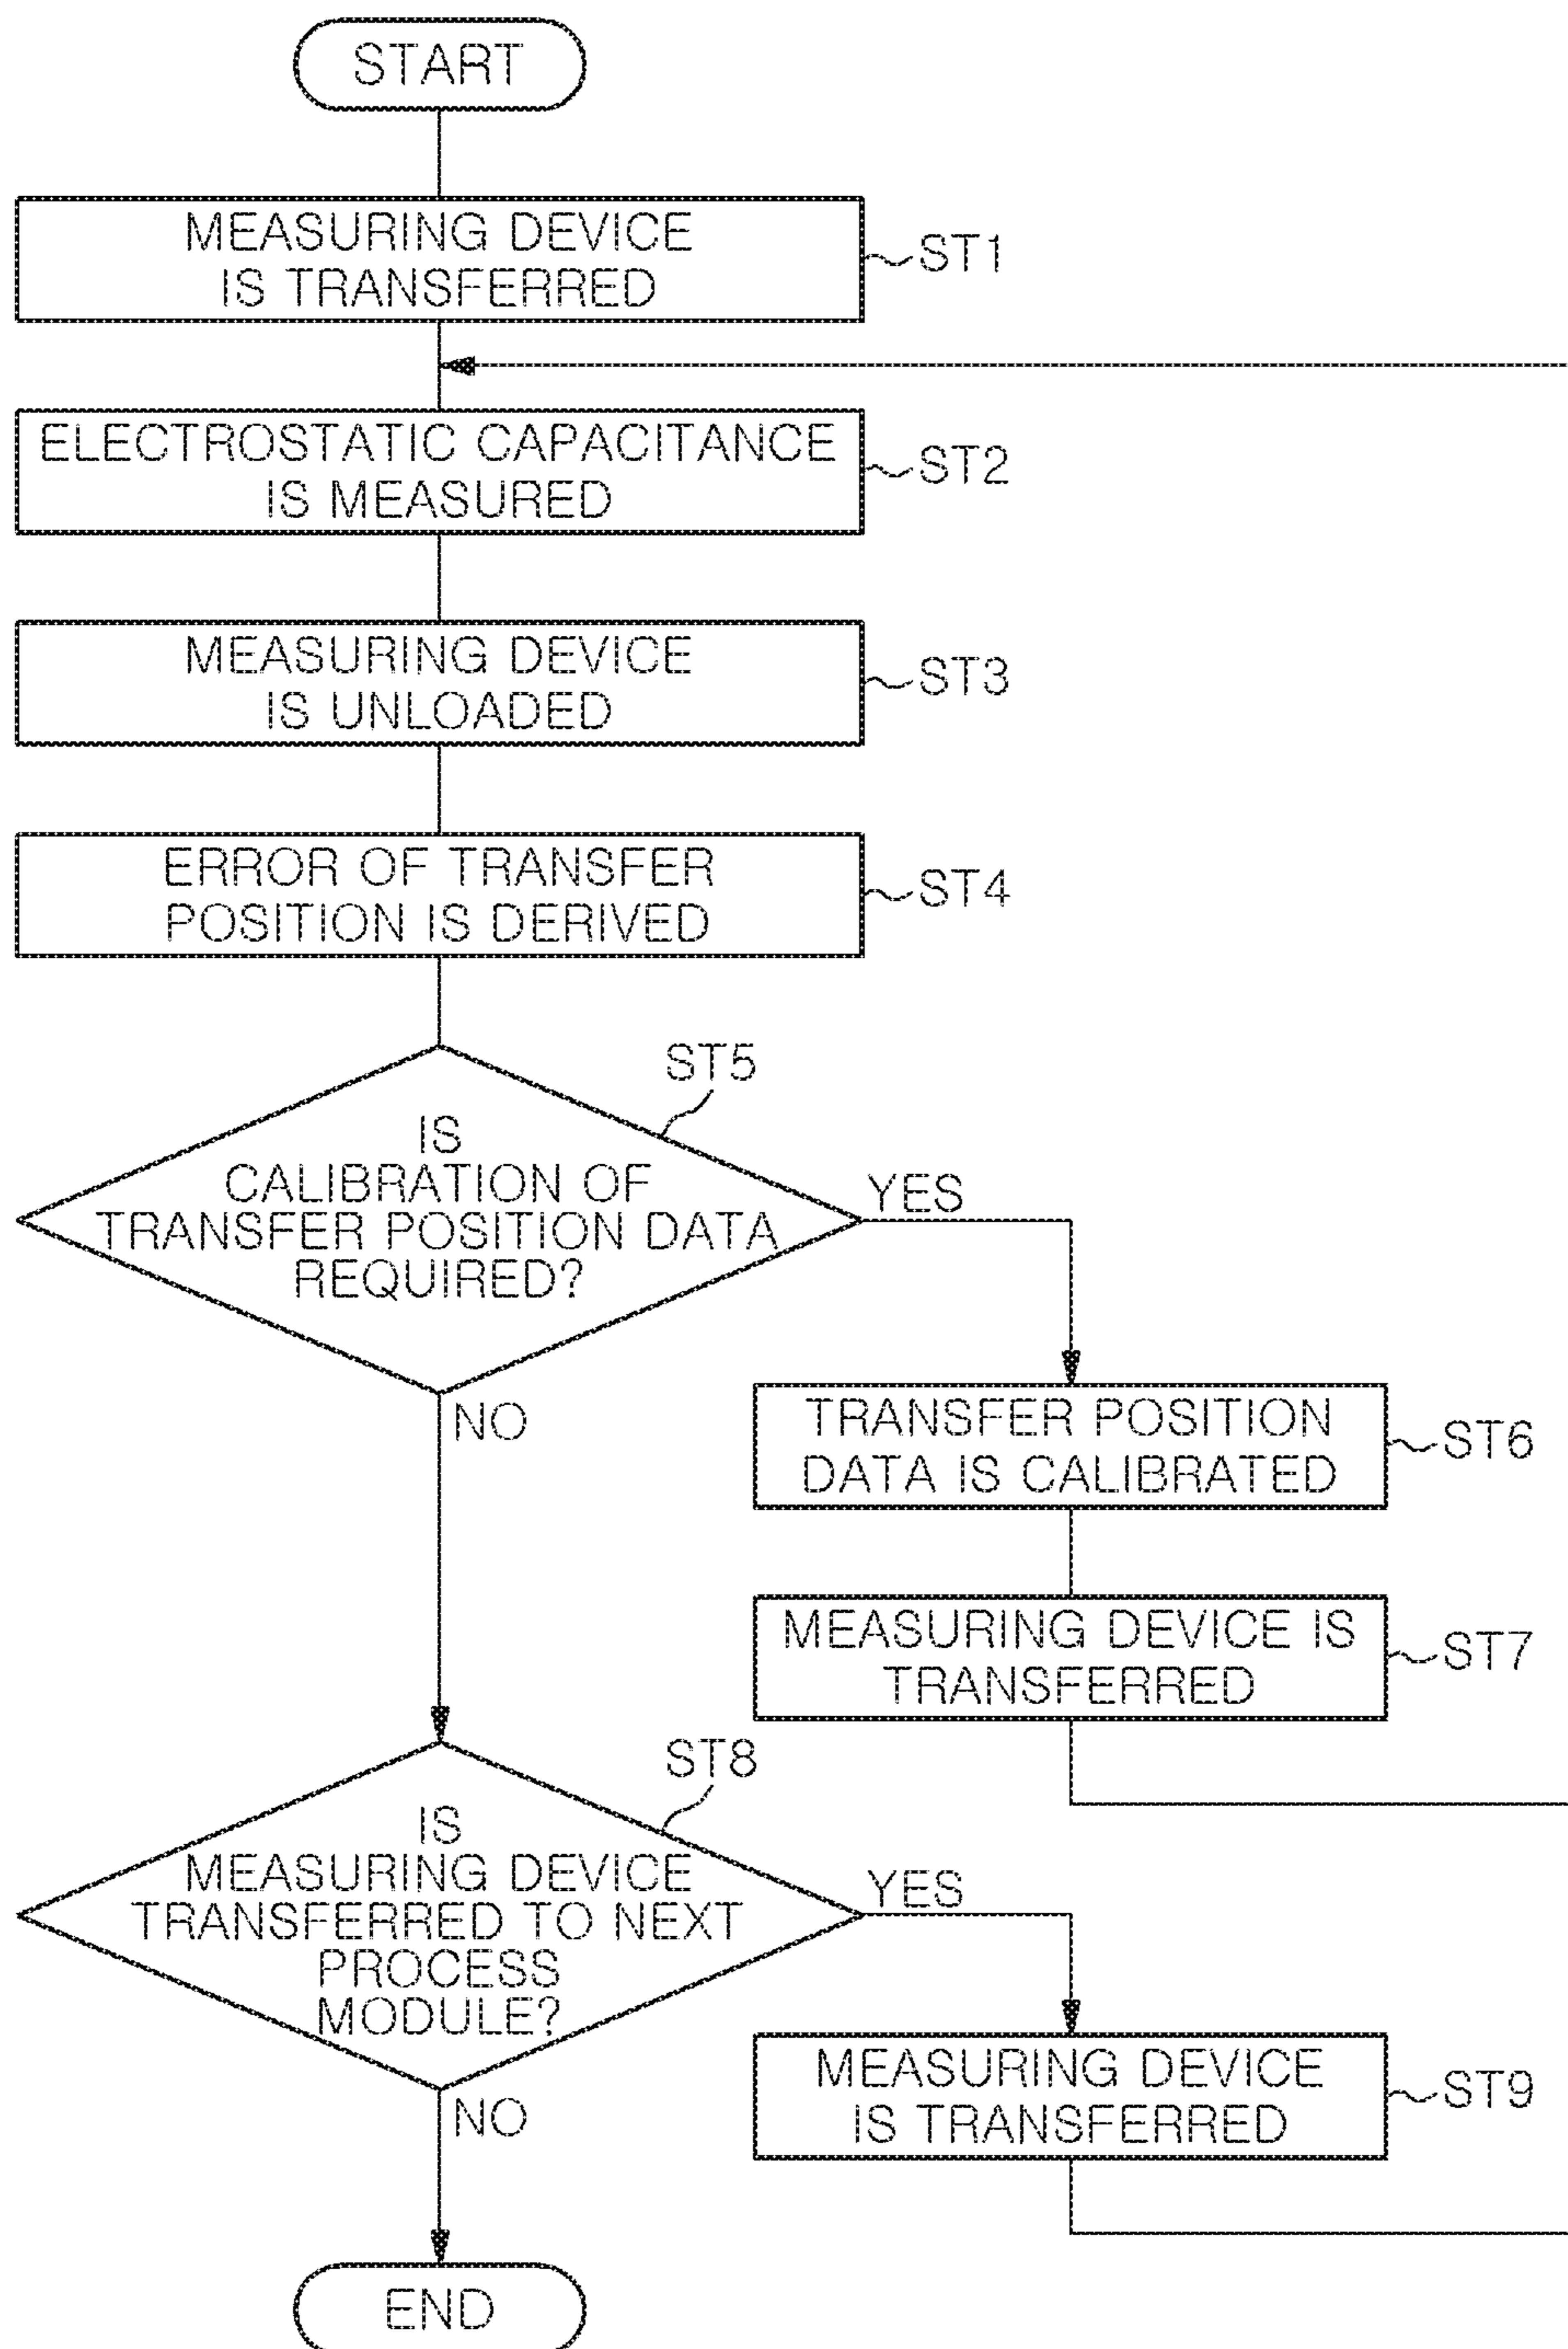 START
MEASURING DEVICE
IS TRANSFERRED
ST1
ELECTROSTATIC CAPACITANCE
IS MEASURED
ST2
MEASURING DEVICE
IS UNLOADED
ST3
ERROR OF TRANSFER
POSITION IS DERIVED
ST4
ST5
IS
CALIBRATION OF
TRANSFER POSITION DATA
REQUIRED?
YES
NO
TRANSFER POSITION
DATA IS CALIBRATED
ST6
MEASURING DEVICE IS
TRANSFERRED
ST7
ST8
IS
MEASURING DEVICE
TRANSFERRED TO NEXT
PROCESS
MODULE?
YES
NO
MEASURING DEVICE
IS TRANSFERRED
ST9
END